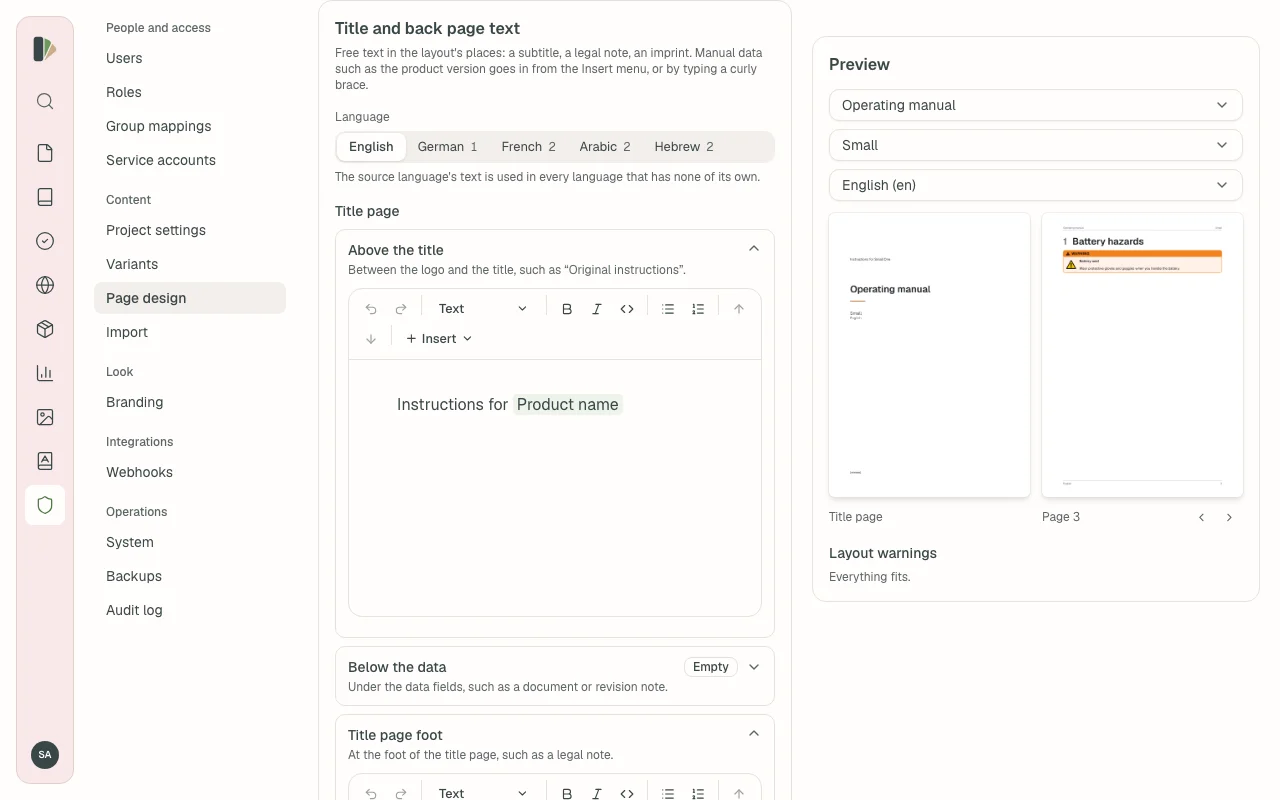 People and access
Users
Roles
Group mappings
Service accounts
Content
Project settings
Variants
Page design
Import
Look
Branding
Integrations
Webhooks
Operations
System
Backups
Audit log
SA
Title and back page text
Free text in the layout's places: a subtitle, a legal note, an imprint. Manual data
such as the product version goes in from the Insert menu, or by typing a curly
brace.
Language
English German 1 French 2 Arabic 2 Hebrew 2
The source language's text is used in every language that has none of its own.
Title page
Above the title
Between the logo and the title, such as “Original instructions”.
Text
Insert
Instructions for Product name
Below the data
Empty
Under the data fields, such as a document or revision note.
Title page foot
At the foot of the title page, such as a legal note.
Text
Preview
Operating manual
Small
English (en)
Operating manual
Small
English
1 Battery hazards
WARNING
Title page
Page 3
Layout warnings
Everything fits.